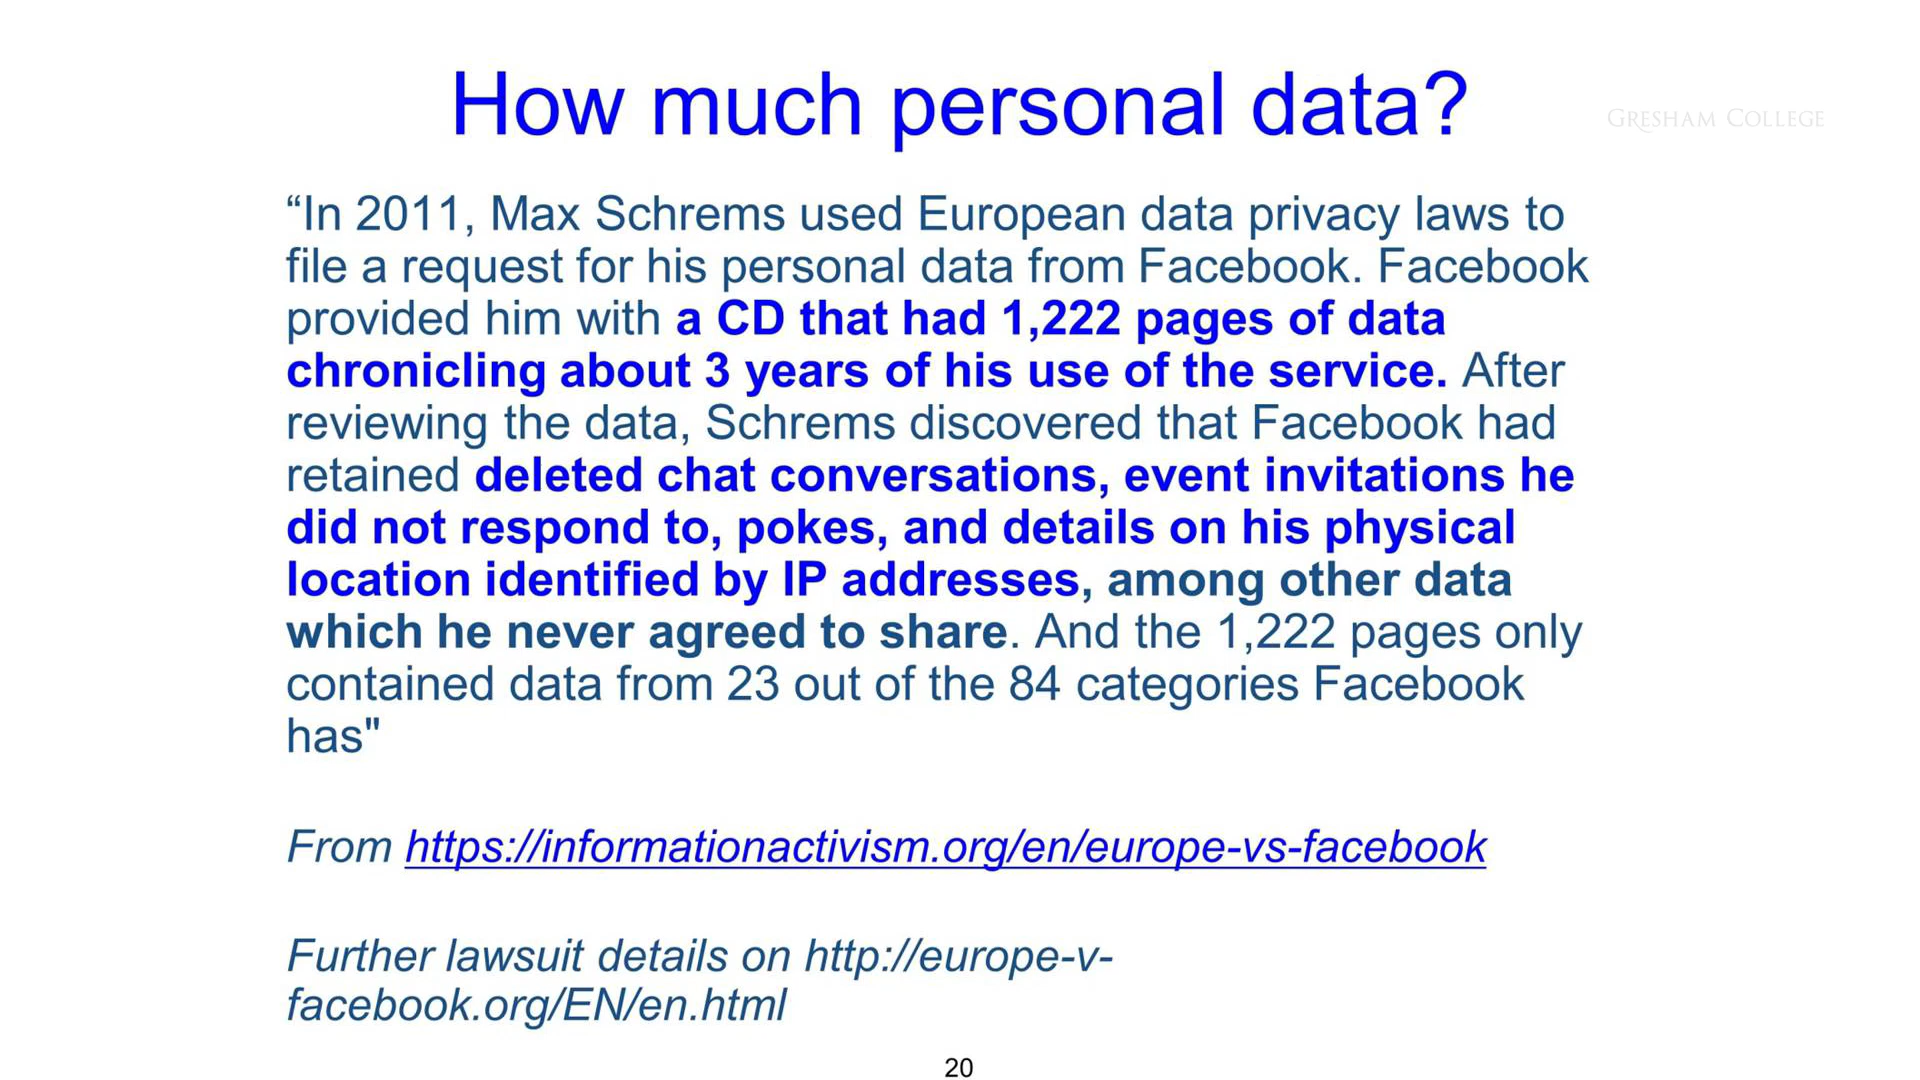 How much personal data?
GRESHAM COLLEGE
“In 2011, Max Schrems used European data privacy laws to
file a request for his personal data from Facebook. Facebook
provided him with a CD that had 1,222 pages of data
chronicling about 3 years of his use of the service. After
reviewing the data, Schrems discovered that Facebook had
retained deleted chat conversations, event invitations he
did not respond to, pokes, and details on his physical
location identified by IP addresses, among other data
which he never agreed to share. And the 1,222 pages only
contained data from 23 out of the 84 categories Facebook
has"
From https://informationactivism.org/en/europe-vs-facebook
Further lawsuit details on http://europe-v-
facebook.org/EN/en.html
20